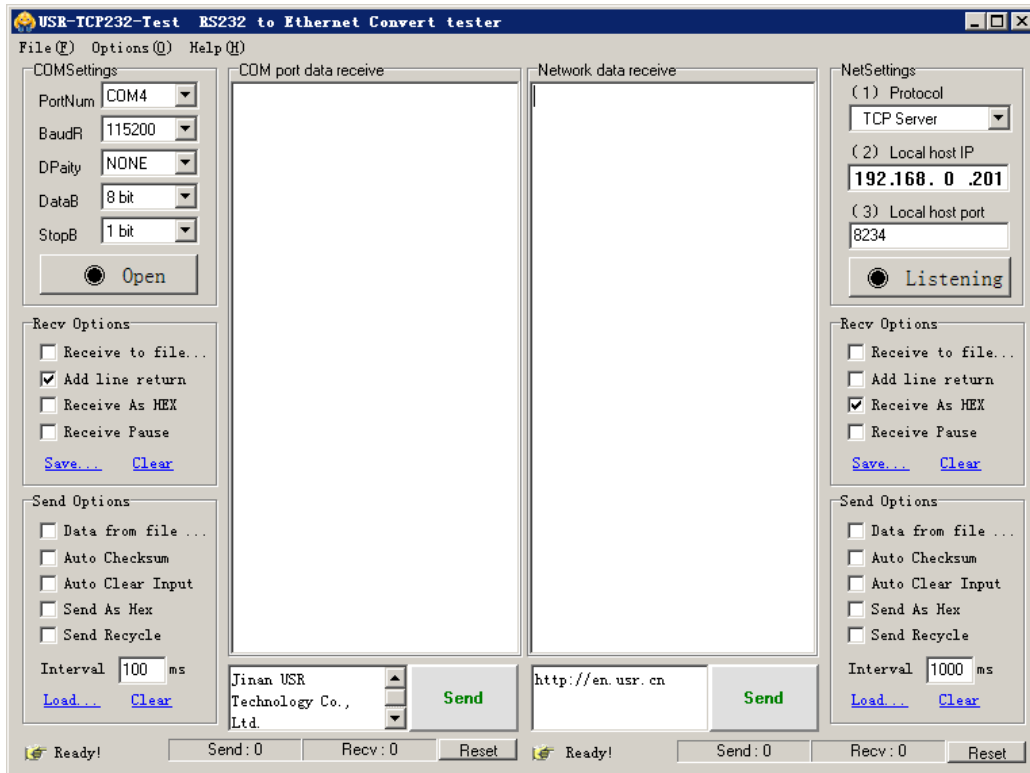 USR-TCP232-Test RS232 to Ethernet Convert tester
File(F) Options(O) Help(H)
COMSettings
PortNum COM4
BaudR 115200
DPaity NONE
DataB 8 bit
StopB 1 bit
Open
Recv Options
Receive to file...
Add line return
Receive As HEX
Receive Pause
Save... Clear
Send Options
Data from file ...
Auto Checksum
Auto Clear Input
Send As Hex
Send Recycle
Interval 100 ms
Load... Clear
COM port data receive
Jinan USR
Technology Co.,
Ltd.
Send
Ready! Send : 0 Recv : 0 Reset
Network data receive
http://en.usr.cn
Send
Ready! Send : 0 Recv : 0 Reset
NetSettings
(1) Protocol
TCP Server
(2) Local host IP
192.168. 0 .201
(3) Local host port
8234
Listening
Recv Options
Receive to file...
Add line return
Receive As HEX
Receive Pause
Save... Clear
Send Options
Data from file ...
Auto Checksum
Auto Clear Input
Send As Hex
Send Recycle
Interval 1000 ms
Load... Clear